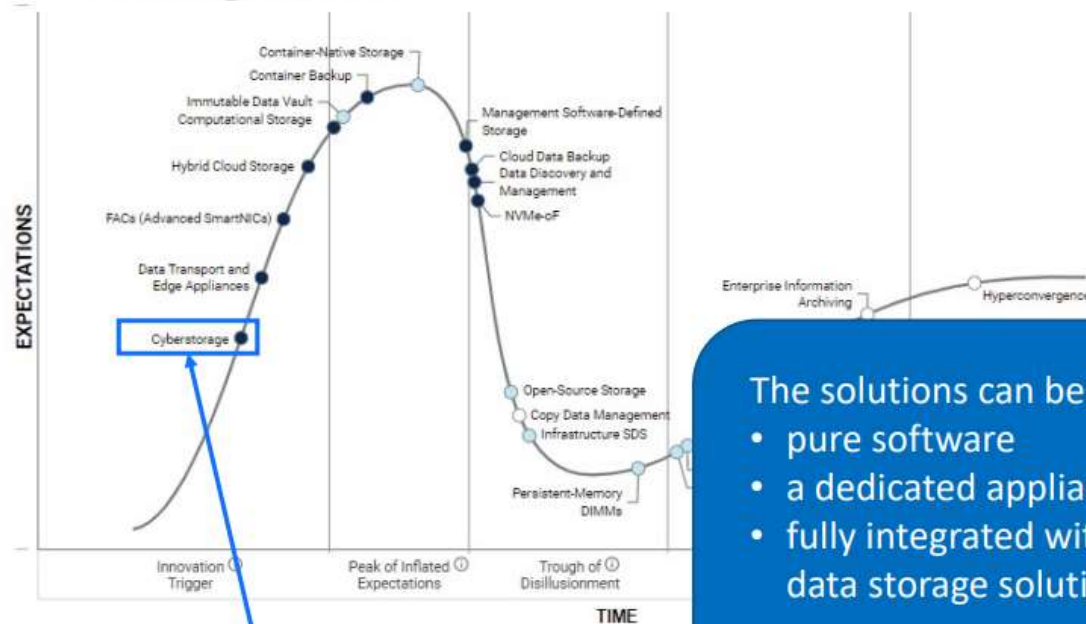 Container-Native Storage
Container Backup
Immutable Data Vault
Computational Storage
Hybrid Cloud Storage
FACs (Advanced SmartNICs)
Data Transport and
Edge Appliances
Cyberstorage
Management Software-Defined
Storage
Cloud Data Backup
Data Discovery and
Management
NVMe-oF
Open-Source Storage
Copy Data Management
Infrastructure SDS
Persistent-Memory
DIMMs
Enterprise Information
Archiving
Hyperconvergence
EXPECTATIONS
Innovation
Trigger
Peak of Inflated
Expectations
Trough of
Disillusionment
TIME
The solutions can be
• pure software
• a dedicated applia
• fully integrated wit
data storage soluti